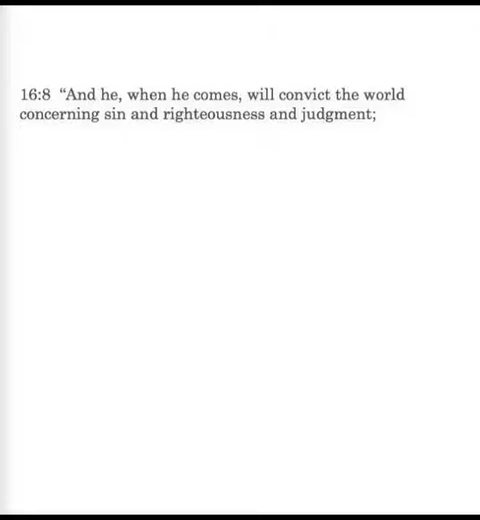 16:8 “And he, when he comes, will convict the world
concerning sin and righteousness and judgment;